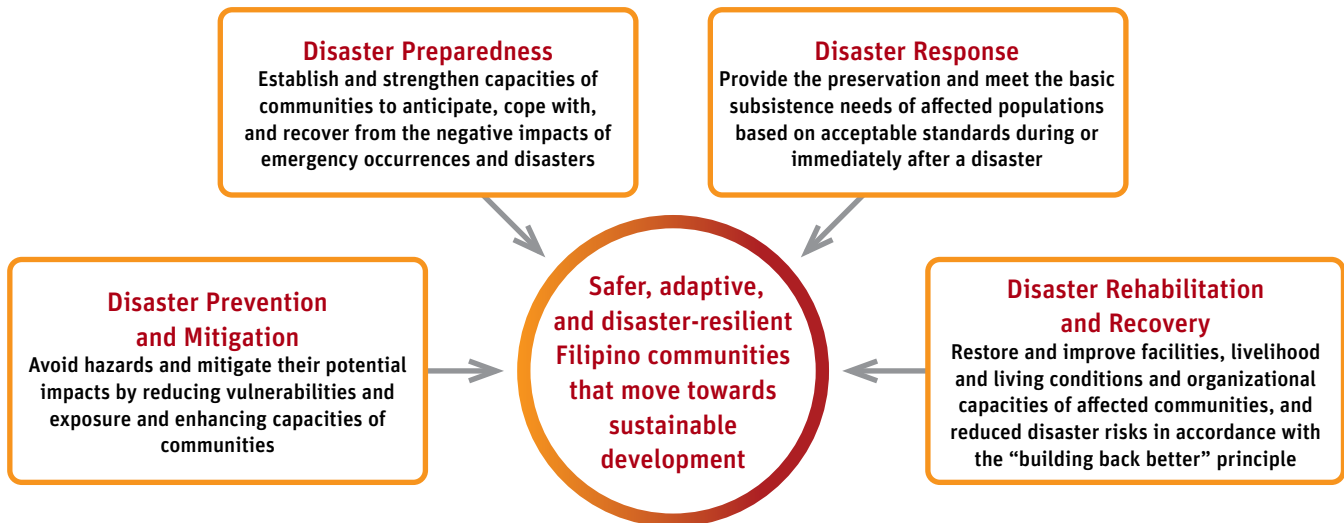 Disaster Preparedness
Establish and strengthen capacities of
communities to anticipate, cope with,
and recover from the negative impacts of
emergency occurrences and disasters
Disaster Response
Provide the preservation and meet the basic
subsistence needs of affected populations
based on acceptable standards during or
immediately after a disaster
Disaster Prevention
and Mitigation
Avoid hazards and mitigate their potential
impacts by reducing vulnerabilities and
exposure and enhancing capacities of
communities
Safer, adaptive,
and disaster-resilient
Filipino communities
that move towards
sustainable
development
Disaster Rehabilitation
and Recovery
Restore and improve facilities, livelihood
and living conditions and organizational
capacities of affected communities, and
reduced disaster risks in accordance with
the “building back better” principle